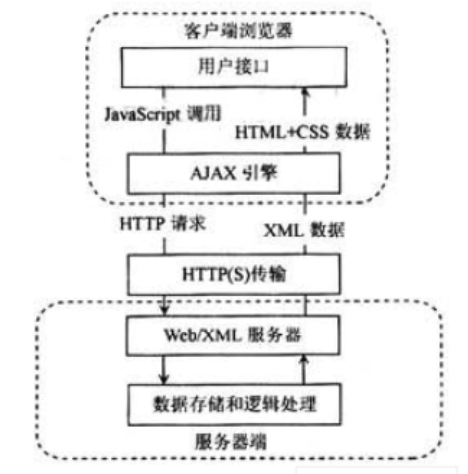 客户端浏览器
用户接口
JavaScript 调用
HTML+CSS 数据
AJAX 引擎
HTTP 请求
XML 数据
HTTP(S)传输
Web/XML 服务器
数据存储和逻辑处理
服务器端